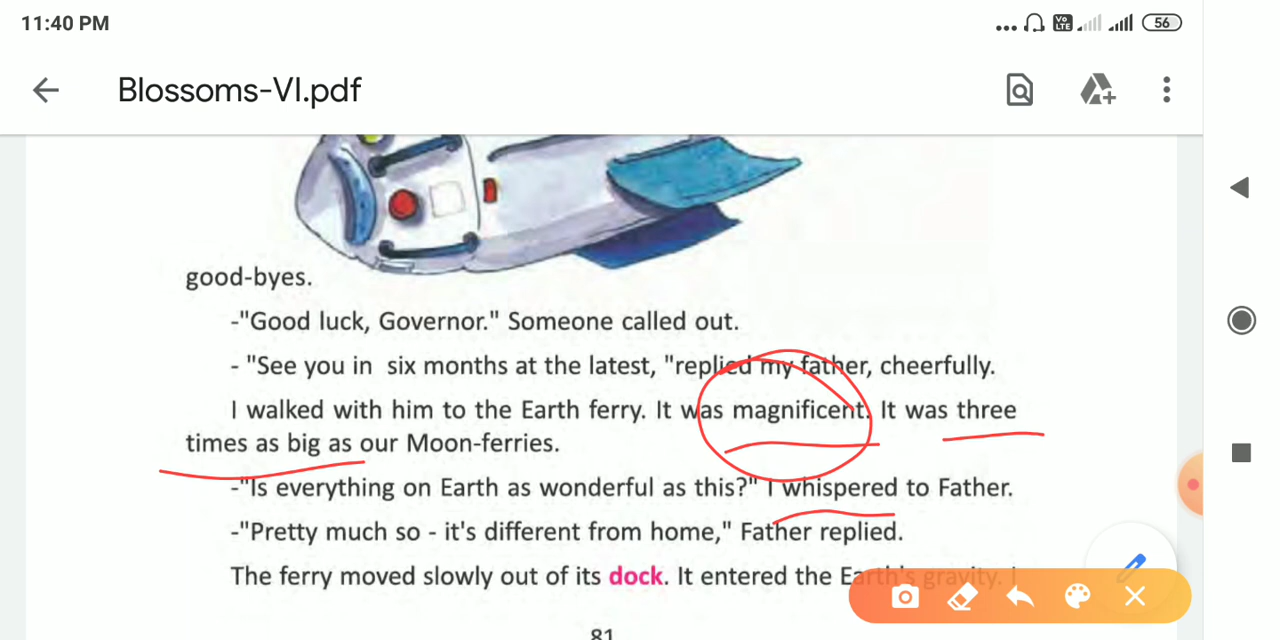 11:40 PM
Vo LTE
56
Blossoms-VI.pdf
good-byes.
-"Good luck, Governor." Someone called out.
- "See you in six months at the latest, "replied my father, cheerfully.
I walked with him to the Earth ferry. It was magnificent. It was three
times as big as our Moon-ferries.
-"Is everything on Earth as wonderful as this?" I whispered to Father.
-"Pretty much so - it's different from home," Father replied.
The ferry moved slowly out of its dock. It entered the Earth's gravity. I
81